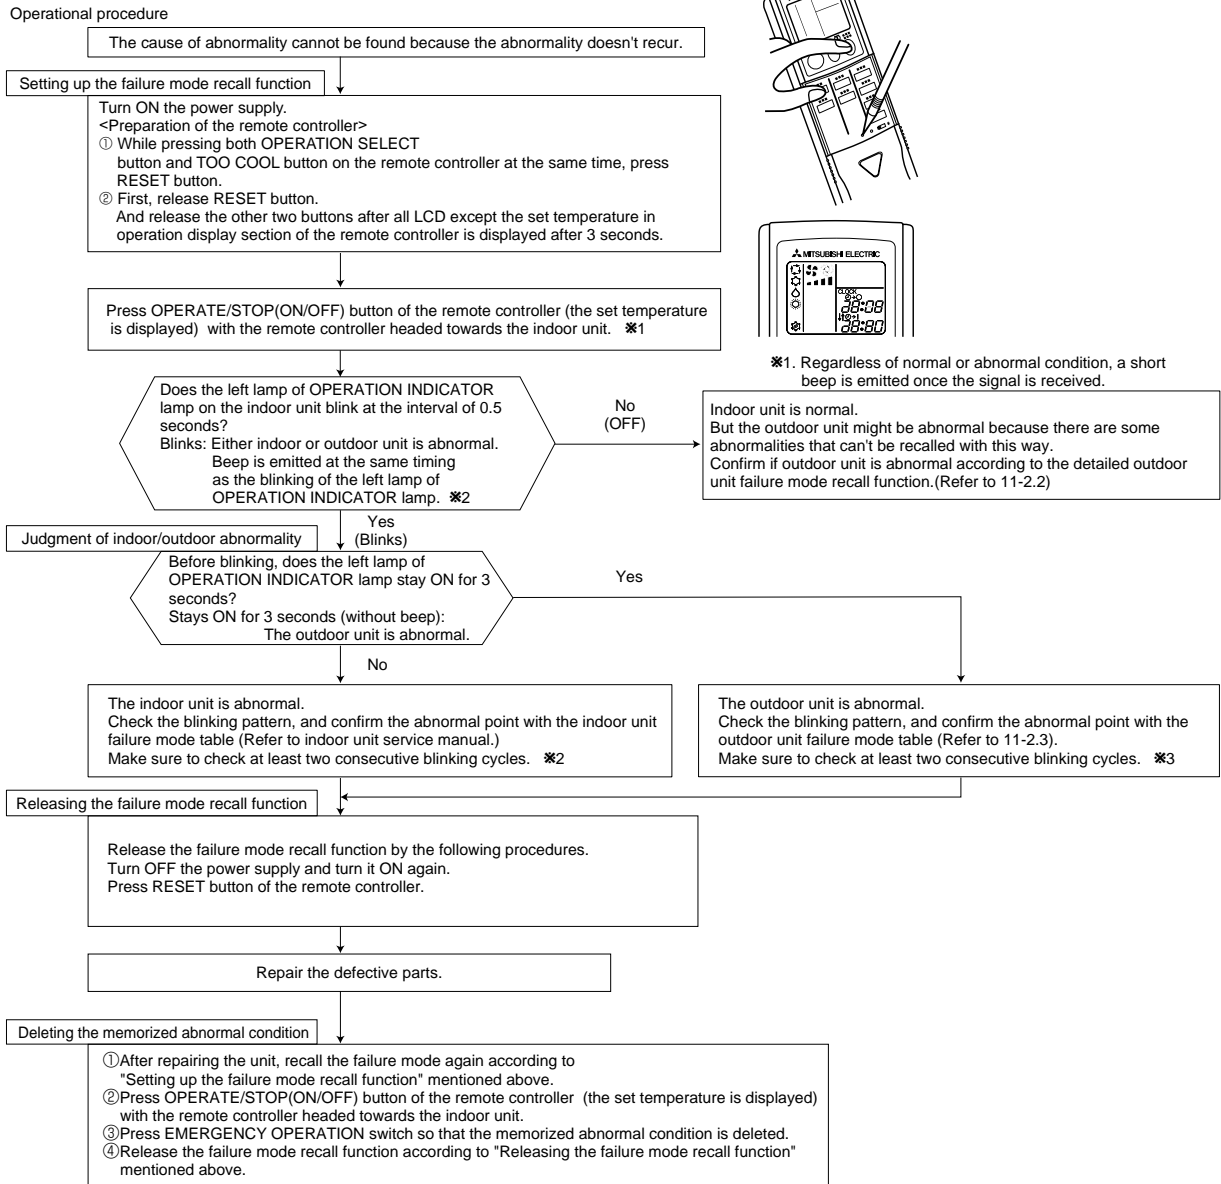 Operational procedure
The cause of abnormality cannot be found because the abnormality doesn't recur.
Setting up the failure mode recall function
Turn ON the power supply.
<Preparation of the remote controller>
① While pressing both OPERATION SELECT
button and TOO COOL button on the remote controller at the same time, press
RESET button.
② First, release RESET button.
And release the other two buttons after all LCD except the set temperature in
operation display section of the remote controller is displayed after 3 seconds.
MITSUBISHI ELECTRIC
CLOCK
Press OPERATE/STOP(ON/OFF) button of the remote controller (the set temperature
is displayed) with the remote controller headed towards the indoor unit. ※1
※1. Regardless of normal or abnormal condition, a short
beep is emitted once the signal is received.
Does the left lamp of OPERATION INDICATOR
lamp on the indoor unit blink at the interval of 0.5
seconds?
Blinks: Either indoor or outdoor unit is abnormal.
Beep is emitted at the same timing
as the blinking of the left lamp of
OPERATION INDICATOR lamp. ※2
No
(OFF)
Indoor unit is normal.
But the outdoor unit might be abnormal because there are some
abnormalities that can't be recalled with this way.
Confirm if outdoor unit is abnormal according to the detailed outdoor
unit failure mode recall function.(Refer to 11-2.2)
Yes
(Blinks)
Judgment of indoor/outdoor abnormality
Before blinking, does the left lamp of
OPERATION INDICATOR lamp stay ON for 3
seconds?
Stays ON for 3 seconds (without beep):
The outdoor unit is abnormal.
Yes
No
The indoor unit is abnormal.
Check the blinking pattern, and confirm the abnormal point with the indoor unit
failure mode table (Refer to indoor unit service manual.)
Make sure to check at least two consecutive blinking cycles. ※2
The outdoor unit is abnormal.
Check the blinking pattern, and confirm the abnormal point with the
outdoor unit failure mode table (Refer to 11-2.3).
Make sure to check at least two consecutive blinking cycles. ※3
Releasing the failure mode recall function
Release the failure mode recall function by the following procedures.
Turn OFF the power supply and turn it ON again.
Press RESET button of the remote controller.
Repair the defective parts.
Deleting the memorized abnormal condition
①After repairing the unit, recall the failure mode again according to
"Setting up the failure mode recall function" mentioned above.
②Press OPERATE/STOP(ON/OFF) button of the remote controller (the set temperature is displayed)
with the remote controller headed towards the indoor unit.
③Press EMERGENCY OPERATION switch so that the memorized abnormal condition is deleted.
④Release the failure mode recall function according to "Releasing the failure mode recall function"
mentioned above.